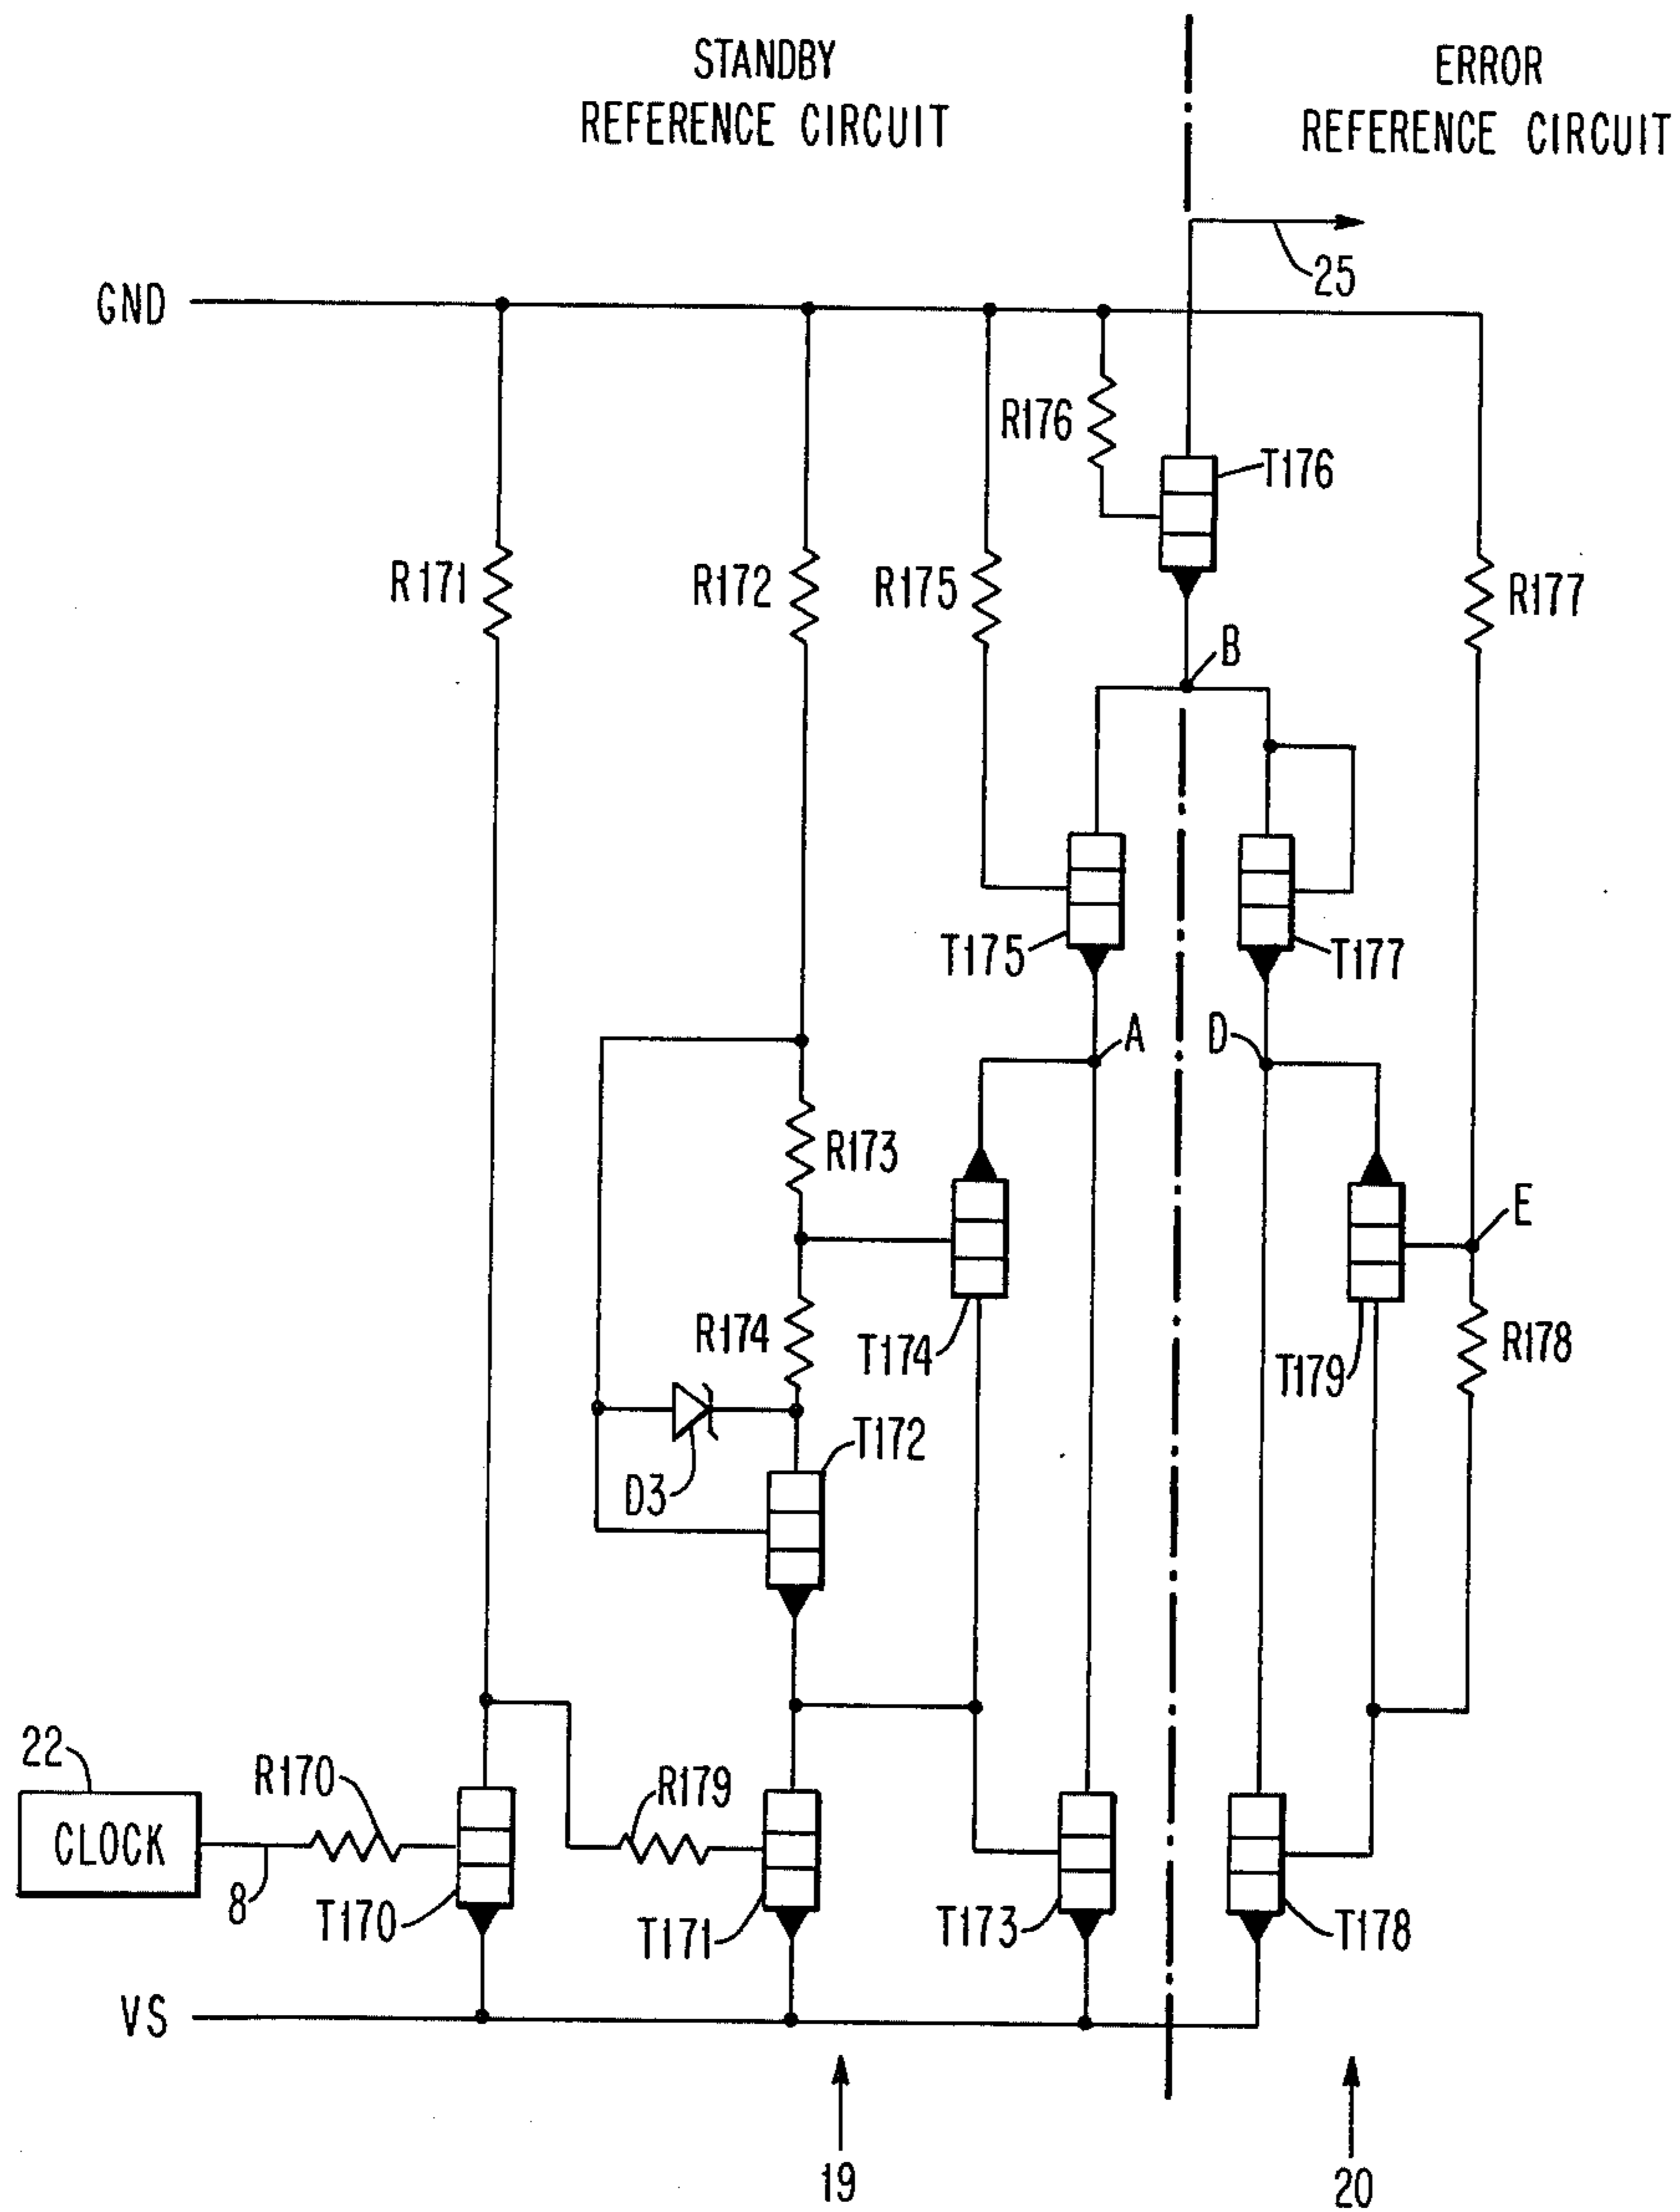 STANDBY
REFERENCE CIRCUIT
ERROR
REFERENCE CIRCUIT
25
GND
R176
T176
R171
R172
R175
R177
B
T175
T177
A
D
R173
E
R174
T174
T179
R178
T172
D3
22
R170
R179
CLOCK
8
T170
T171
T173
T178
VS
19
20